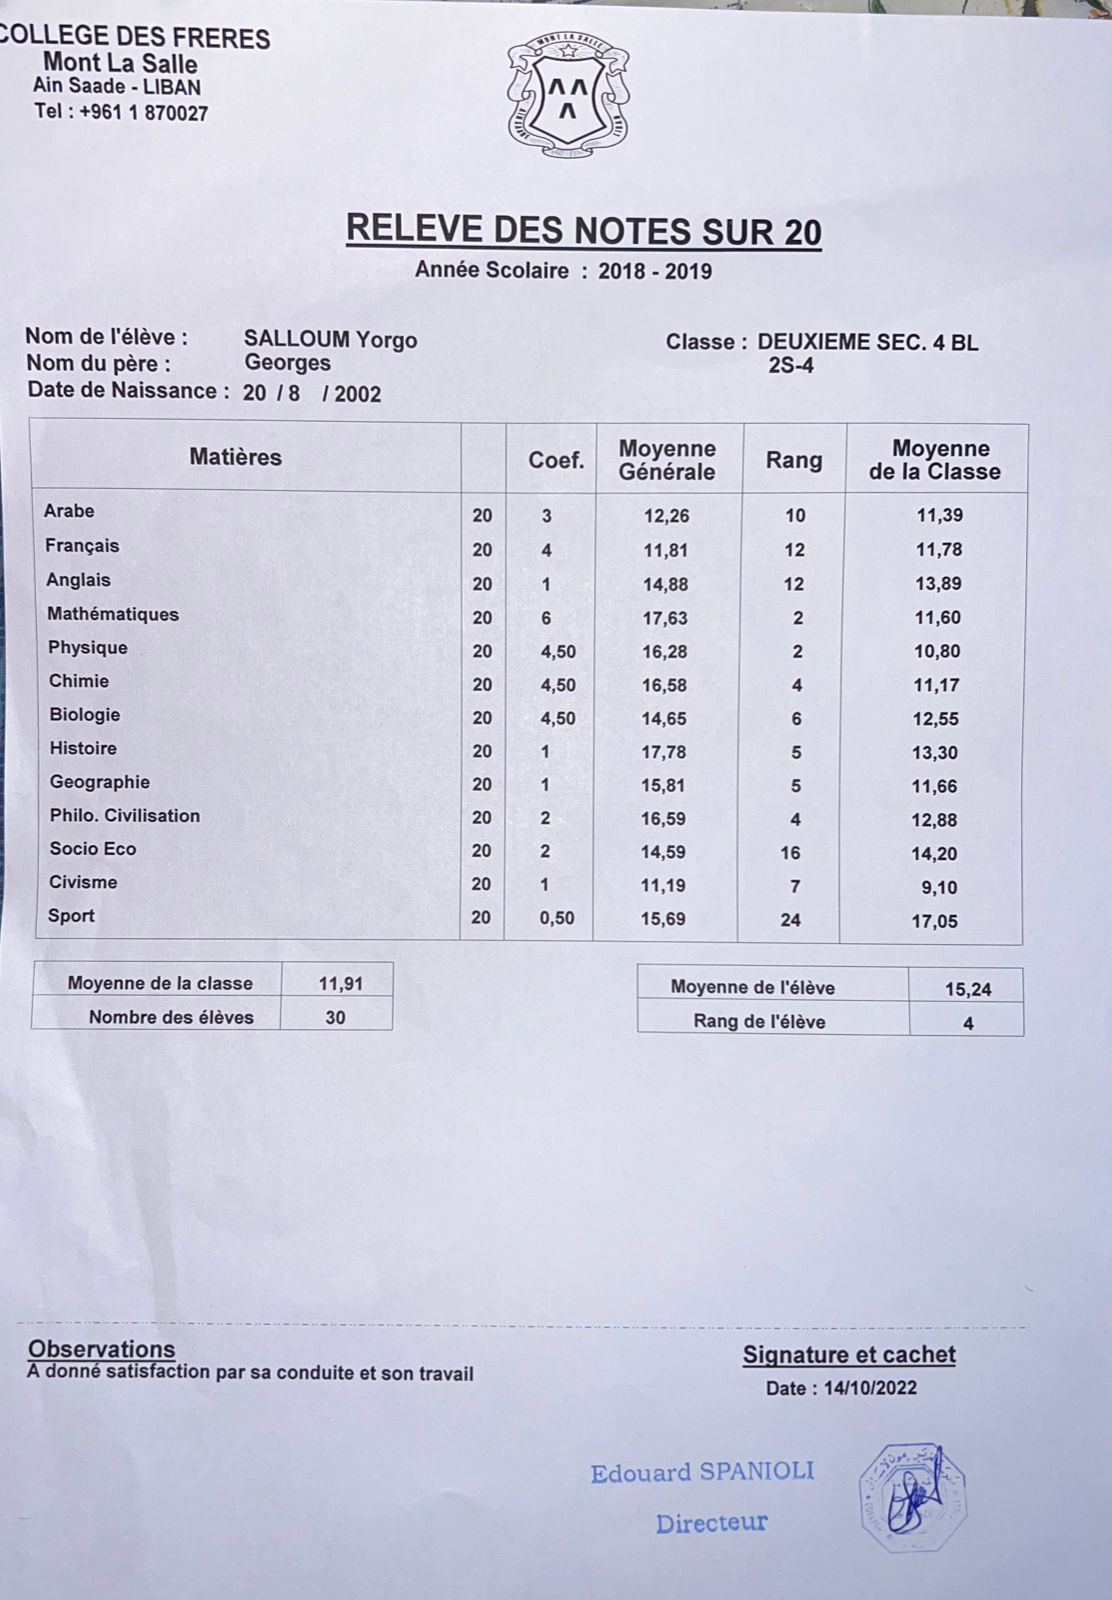 COLLEGE DES FRERES
Mont La Salle
Ain Saade - LIBAN
Tel : +961 1 870027
MONT LA SALLE
RELEVE DES NOTES SUR 20
Année Scolaire : 2018 - 2019
Nom de l'élève : SALLOUM Yorgo
Nom du père : Georges
Date de Naissance : 20 / 8 / 2002
Classe : DEUXIEME SEC. 4 BL
2S-4
Matières Coef. Moyenne Générale Rang Moyenne de la Classe
Arabe 20 3 12,26 10 11,39
Français 20 4 11,81 12 11,78
Anglais 20 1 14,88 12 13,89
Mathématiques 20 6 17,63 2 11,60
Physique 20 4,50 16,28 2 10,80
Chimie 20 4,50 16,58 4 11,17
Biologie 20 4,50 14,65 6 12,55
Histoire 20 1 17,78 5 13,30
Geographie 20 1 15,81 5 11,66
Philo. Civilisation 20 2 16,59 4 12,88
Socio Eco 20 2 14,59 16 14,20
Civisme 20 1 11,19 7 9,10
Sport 20 0,50 15,69 24 17,05
Moyenne de la classe 11,91
Nombre des élèves 30
Moyenne de l'élève 15,24
Rang de l'élève 4
Observations
A donné satisfaction par sa conduite et son travail
Signature et cachet
Date : 14/10/2022
Edouard SPANIOLI
Directeur